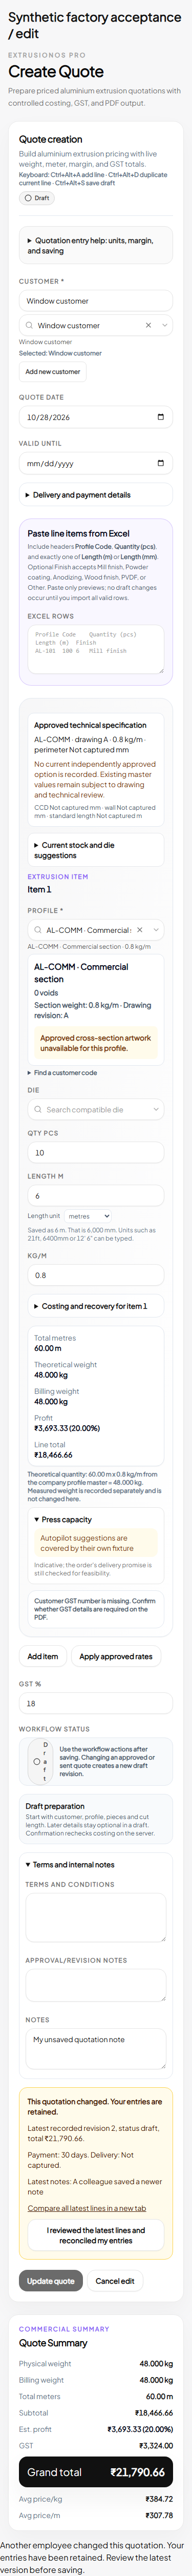 Synthetic factory acceptance
/ edit
EXTRUSIONOS PRO
Create Quote
Prepare priced aluminium extrusion quotations with
controlled costing, GST, and PDF output.
Quote creation
Build aluminium extrusion pricing with live
weight, meter, margin, and GST totals.
Keyboard: Ctrl+Alt+A add line · Ctrl+Alt+D duplicate
current line · Ctrl+Alt+S save draft
Draft
Quotation entry help: units, margin,
and saving
CUSTOMER *
Window customer
Window customer
Window customer
Selected: Window customer
Add new customer
QUOTE DATE
10/28/2026
VALID UNTIL
mm/dd/yyyy
Delivery and payment details
Paste line items from Excel
Include headers Profile Code, Quantity (pcs),
and exactly one of Length (m) or Length (mm).
Optional Finish accepts Mill finish, Powder
coating, Anodizing, Wood finish, PVDF, or
Other. Paste only previews; no draft changes
occur until you import all valid rows.
EXCEL ROWS
Profile Code Quantity (pcs)
Length (m) Finish
AL-101 100 6 Mill finish
Approved technical specification
AL-COMM · drawing A · 0.8 kg/m ·
perimeter Not captured mm
No current independently approved
option is recorded. Existing master
values remain subject to drawing
and technical review.
CCD Not captured mm · wall Not captured
mm · standard length Not captured m
Current stock and die
suggestions
EXTRUSION ITEM
Item 1
PROFILE *
AL-COMM · Commercial
AL-COMM · Commercial section · 0.8 kg/m
AL-COMM · Commercial
section
0 voids
Section weight: 0.8 kg/m · Drawing
revision: A
Approved cross-section artwork
unavailable for this profile.
Find a customer code
DIE
Search compatible die
QTY PCS
10
LENGTH M
6
Length unit metres
Saved as 6 m. That is 6,000 mm. Units such as
21ft, 6400mm or 12' 6" can be typed.
KG/M
0.8
Costing and recovery for item 1
Total metres
60.00 m
Theoretical weight
48.000 kg
Billing weight
48.000 kg
Profit
₹3,693.33 (20.00%)
Line total
₹18,466.66
Theoretical quantity: 60.00 m x 0.8 kg/m from
the company profile master = 48.000 kg.
Measured weight is recorded separately and is
not changed here.
Press capacity
Autopilot suggestions are
covered by their own fixture
Indicative; the order's delivery promise is
still checked for feasibility.
Customer GST number is missing. Confirm
whether GST details are required on the
PDF.
Add item
Apply approved rates
GST %
18
WORKFLOW STATUS
Draft
Use the workflow actions after
saving. Changing an approved or
sent quote creates a new draft
revision.
Draft preparation
Start with customer, profile, pieces and cut
length. Later details stay optional in a draft.
Confirmation rechecks costing on the server.
Terms and internal notes
TERMS AND CONDITIONS
APPROVAL/REVISION NOTES
NOTES
My unsaved quotation note
This quotation changed. Your entries are
retained.
Latest recorded revision 2, status draft,
total ₹21,790.66.
Payment: 30 days. Delivery: Not
captured.
Latest notes: A colleague saved a newer
note
Compare all latest lines in a new tab
I reviewed the latest lines and
reconciled my entries
Update quote
Cancel edit
COMMERCIAL SUMMARY
Quote Summary
Physical weight 48.000 kg
Billing weight 48.000 kg
Total meters 60.00 m
Subtotal ₹18,466.66
Est. profit ₹3,693.33 (20.00%)
GST ₹3,324.00
Grand total ₹21,790.66
Avg price/kg ₹384.72
Avg price/m ₹307.78
Another employee changed this quotation. Your
entries have been retained. Review the latest
version before saving.